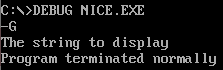 C:\>DEBUG NICE.EXE
-G
The string to display
Program terminated normally